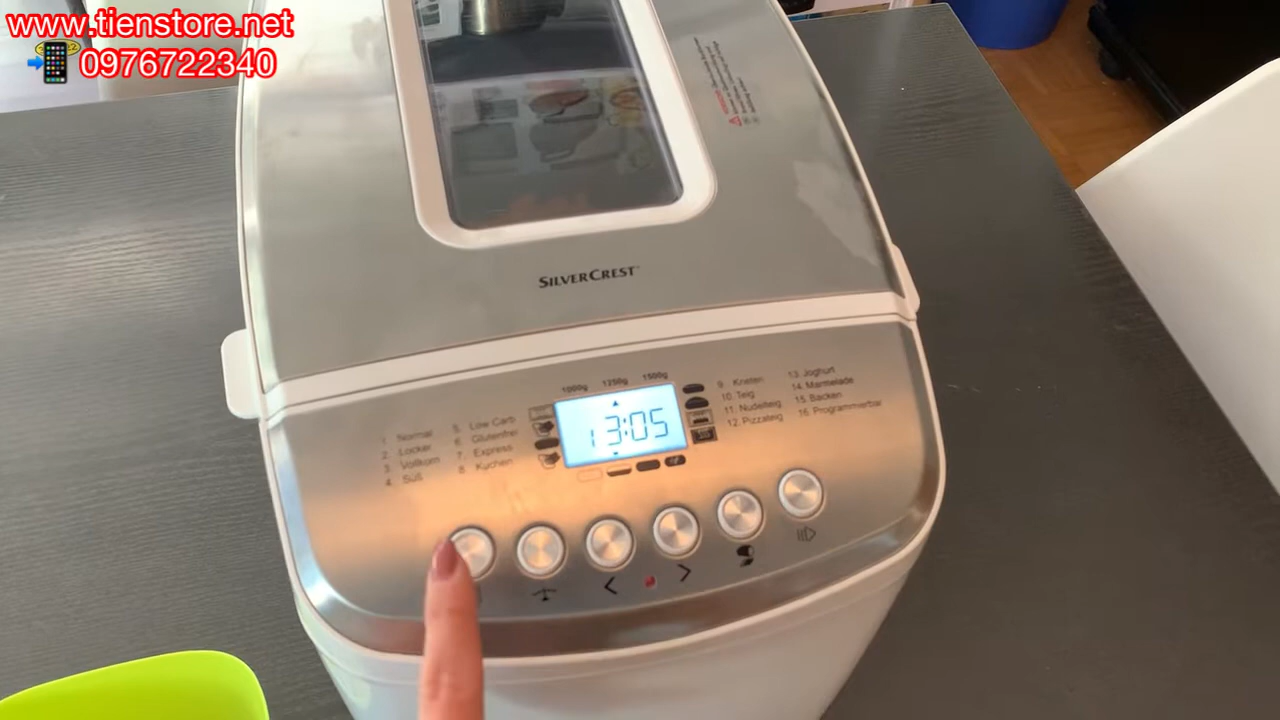 www.tienstore.net
0976722340
SILVERCREST
1000g 1250g 1500g
13:05
1 Normal
2 Locker
3 Vollkorn
4 Süß
5. Low Carb
6. Glutenfrei
7. Express
8 Kuchen
9 Kneten
10. Teig
11. Nudelteig
12. Pizzateig
13. Joghurt
14. Marmelade
15. Backen
16. Programmierbar